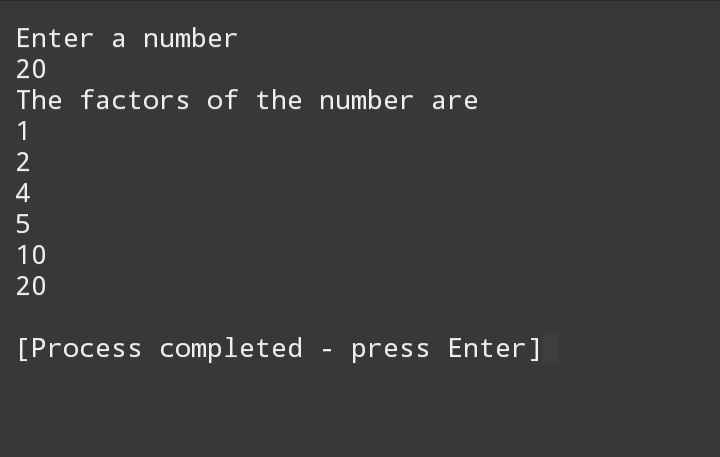 Enter a number
20
The factors of the number are
1
2
4
5
10
20
[Process completed - press Enter]